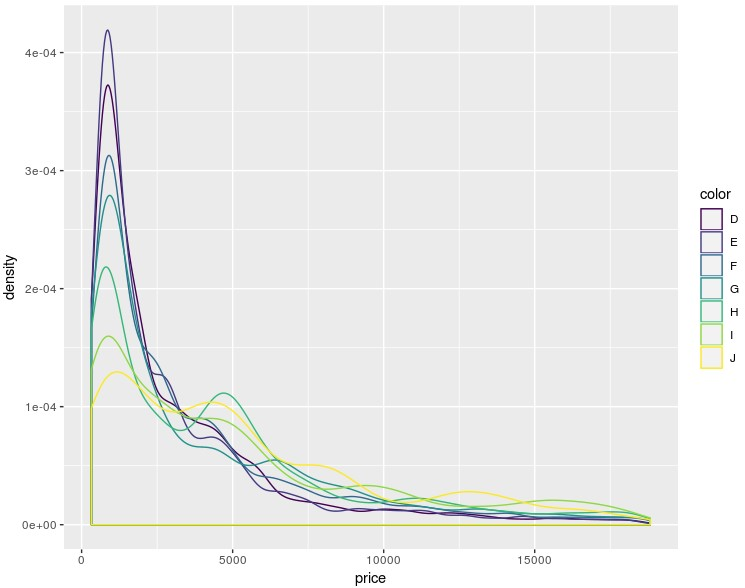 4e-04
3e-04
2e-04
1e-04
0e+00
density
0
5000
10000
15000
price
color
D
E
F
G
H
I
J